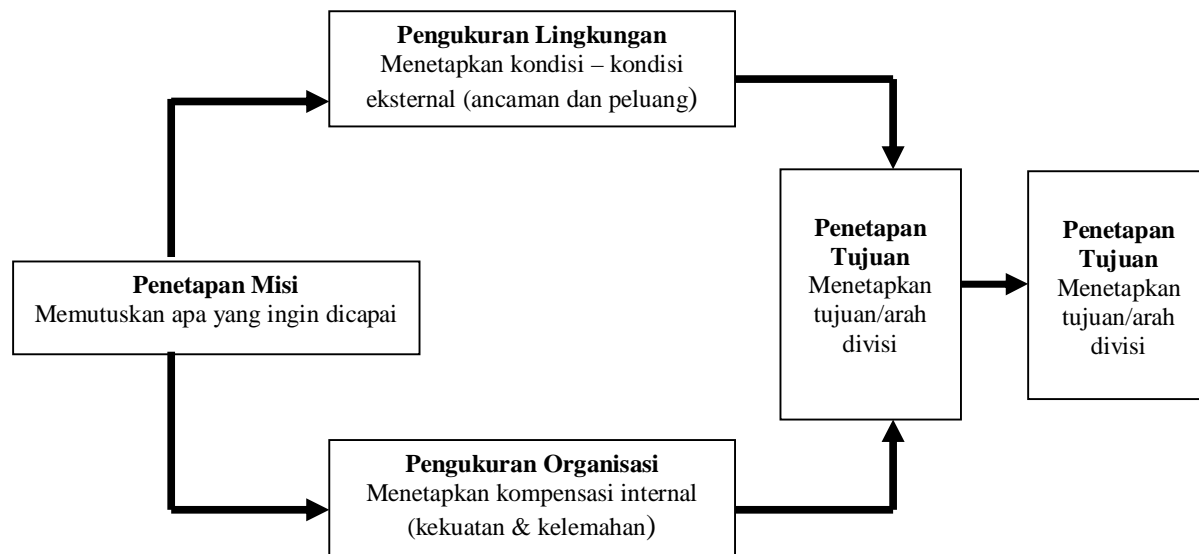 Pengukuran Lingkungan
Menetapkan kondisi – kondisi
eksternal (ancaman dan peluang)
Penetapan Misi
Memutuskan apa yang ingin dicapai
Penetapan
Tujuan
Menetapkan
tujuan/arah
divisi
Penetapan
Tujuan
Menetapkan
tujuan/arah
divisi
Pengukuran Organisasi
Menetapkan kompensasi internal
(kekuatan & kelemahan)